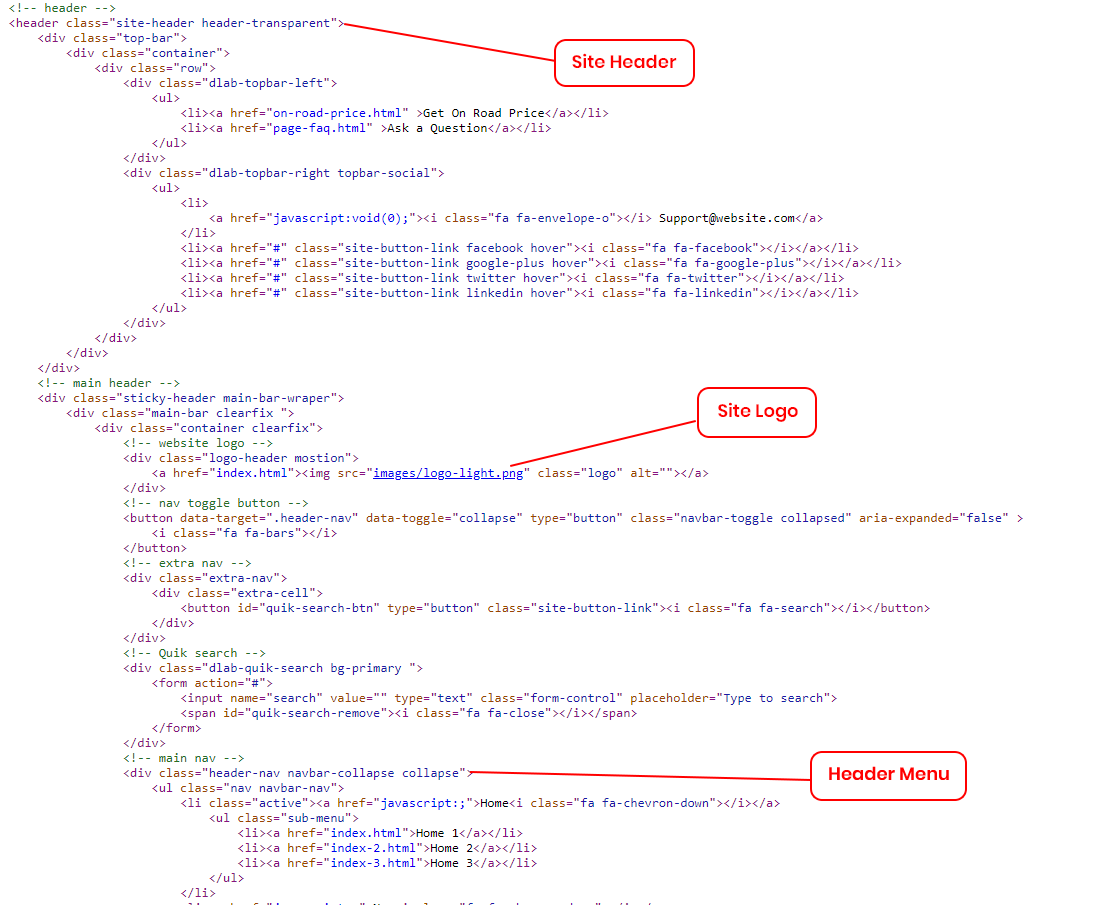 <!-- header -->
<header class="site-header header-transparent">
Site Header
<div class="top-bar">
<div class="container">
<div class="row">
<div class="dlab-topbar-left">
<ul>
<li><a href="on-road-price.html" >Get On Road Price</a></li>
<li><a href="page-faq.html" >Ask a Question</a></li>
</ul>
</div>
<div class="dlab-topbar-right topbar-social">
<ul>
<li>
<a href="javascript:void(0);"><i class="fa fa-envelope-o"></i> Support@website.com</a>
</li>
<li><a href="#" class="site-button-link facebook hover"><i class="fa fa-facebook"></i></a></li>
<li><a href="#" class="site-button-link google-plus hover"><i class="fa fa-google-plus"></i></a></li>
<li><a href="#" class="site-button-link twitter hover"><i class="fa fa-twitter"></i></a></li>
<li><a href="#" class="site-button-link linkedin hover"><i class="fa fa-linkedin"></i></a></li>
</ul>
</div>
</div>
</div>
</div>
<!-- main header -->
<div class="sticky-header main-bar-wraper">
<div class="main-bar clearfix ">
Site Logo
<div class="container clearfix">
<!-- website logo -->
<div class="logo-header mostion">
<a href="index.html"><img src="images/logo-light.png" class="logo" alt=""></a>
</div>
<!-- nav toggle button -->
<button data-target=".header-nav" data-toggle="collapse" type="button" class="navbar-toggle collapsed" aria-expanded="false" >
<i class="fa fa-bars"></i>
</button>
<!-- extra nav -->
<div class="extra-nav">
<div class="extra-cell">
<button id="quik-search-btn" type="button" class="site-button-link"><i class="fa fa-search"></i></button>
</div>
</div>
<!-- Quik search -->
<div class="dlab-quik-search bg-primary ">
<form action="#">
<input name="search" value="" type="text" class="form-control" placeholder="Type to search">
<span id="quik-search-remove"><i class="fa fa-close"></i></span>
</form>
</div>
<!-- main nav -->
<div class="header-nav navbar-collapse collapse">
Header Menu
<ul class="nav navbar-nav">
<li class="active"><a href="javascript:;">Home<i class="fa fa-chevron-down"></i></a>
<ul class="sub-menu">
<li><a href="index.html">Home 1</a></li>
<li><a href="index-2.html">Home 2</a></li>
<li><a href="index-3.html">Home 3</a></li>
</ul>
</li>